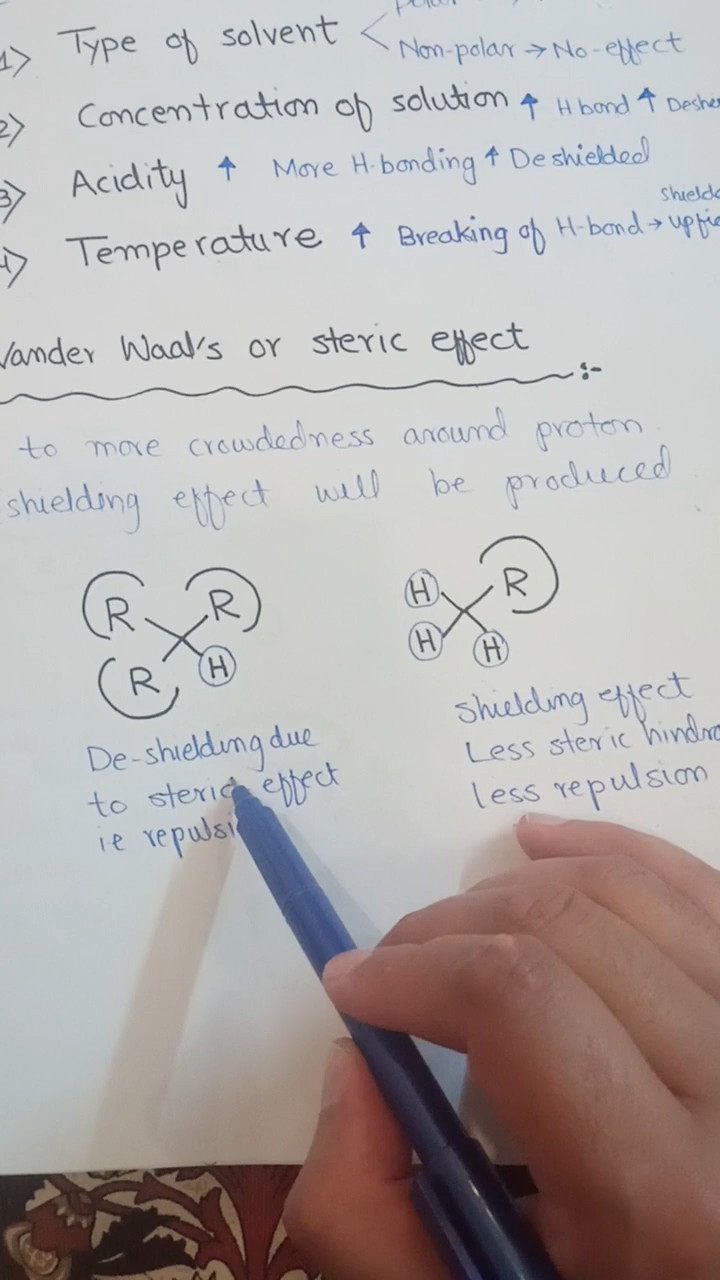 1) Type of solvent
Non-polar → No-effect
2) Concentration of solution ↑ H bond ↑
3) Acidity ↑ More H-bonding ↑ Deshielded
4) Temperature ↑ Breaking of H-bond →
Vander Waal's or steric effect :-
to more crowdedness around proton
shielding effect will be produced
R R R H
H H H R
De-shielding due
to steric effect
ie
Shielding effect
Less steric
less repulsion